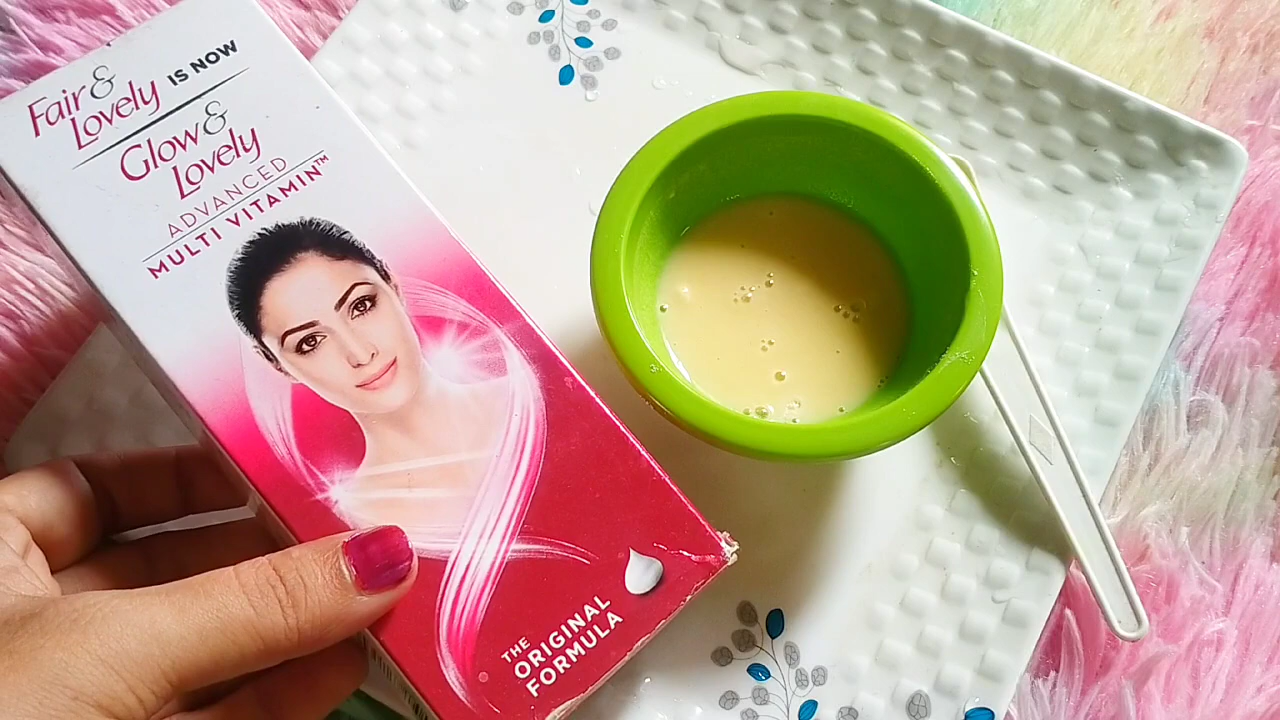 Fair &
Lovely IS NOW
Glow &
Lovely
ADVANCED
MULTI VITAMIN™
THE
ORIGINAL
FORMULA